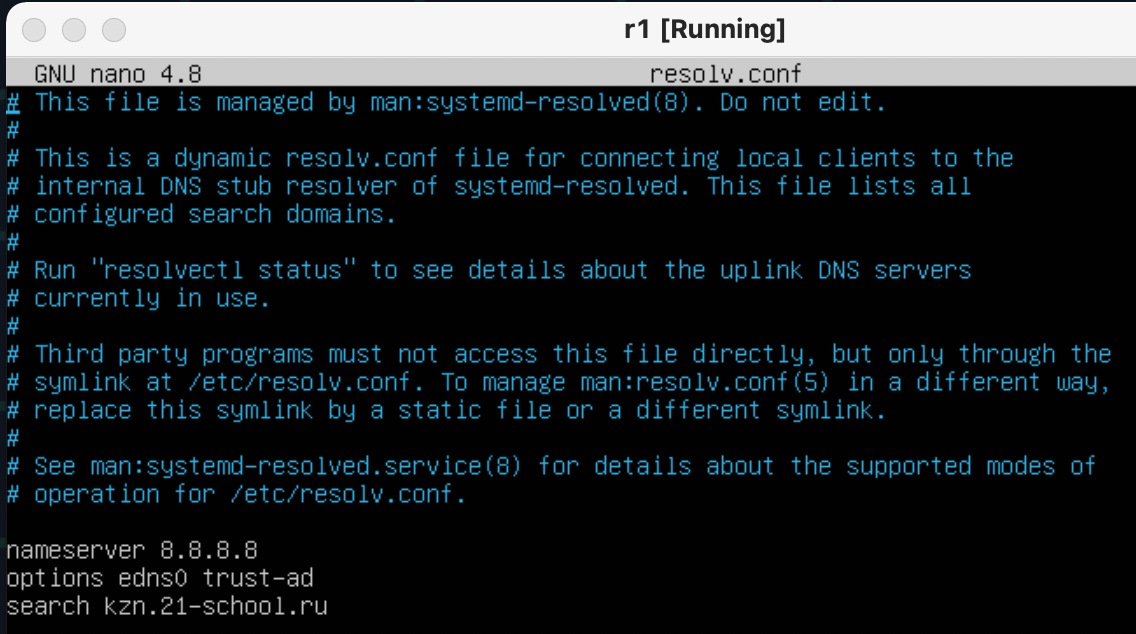 r1 [Running]
GNU nano 4.8 resolv.conf
# This file is managed by man:systemd-resolved(8). Do not edit.
#
# This is a dynamic resolv.conf file for connecting local clients to the
# internal DNS stub resolver of systemd-resolved. This file lists all
# configured search domains.
#
# Run "resolvectl status" to see details about the uplink DNS servers
# currently in use.
#
# Third party programs must not access this file directly, but only through the
# symlink at /etc/resolv.conf. To manage man:resolv.conf(5) in a different way,
# replace this symlink by a static file or a different symlink.
#
# See man:systemd-resolved.service(8) for details about the supported modes of
# operation for /etc/resolv.conf.
nameserver 8.8.8.8
options edns0 trust-ad
search kzn.21-school.ru